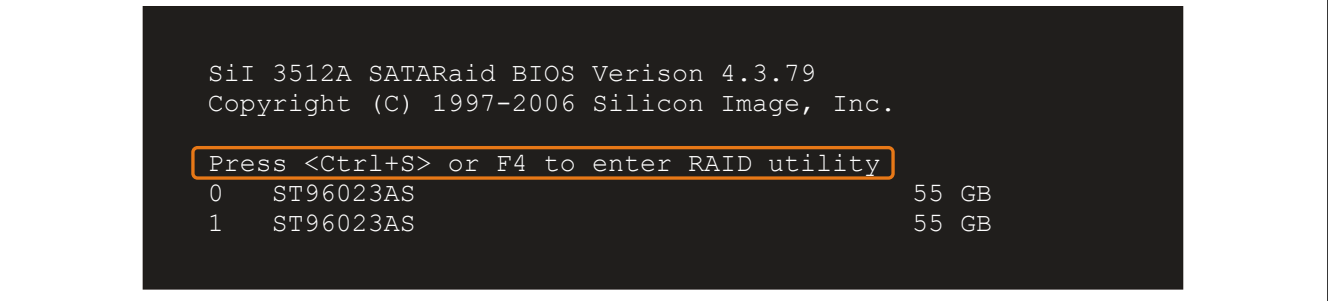 SiI 3512A SATARaid BIOS Verison 4.3.79
Copyright (C) 1997-2006 Silicon Image, Inc.
Press <Ctrl+S> or F4 to enter RAID utility
0 ST96023AS 55 GB
1 ST96023AS 55 GB